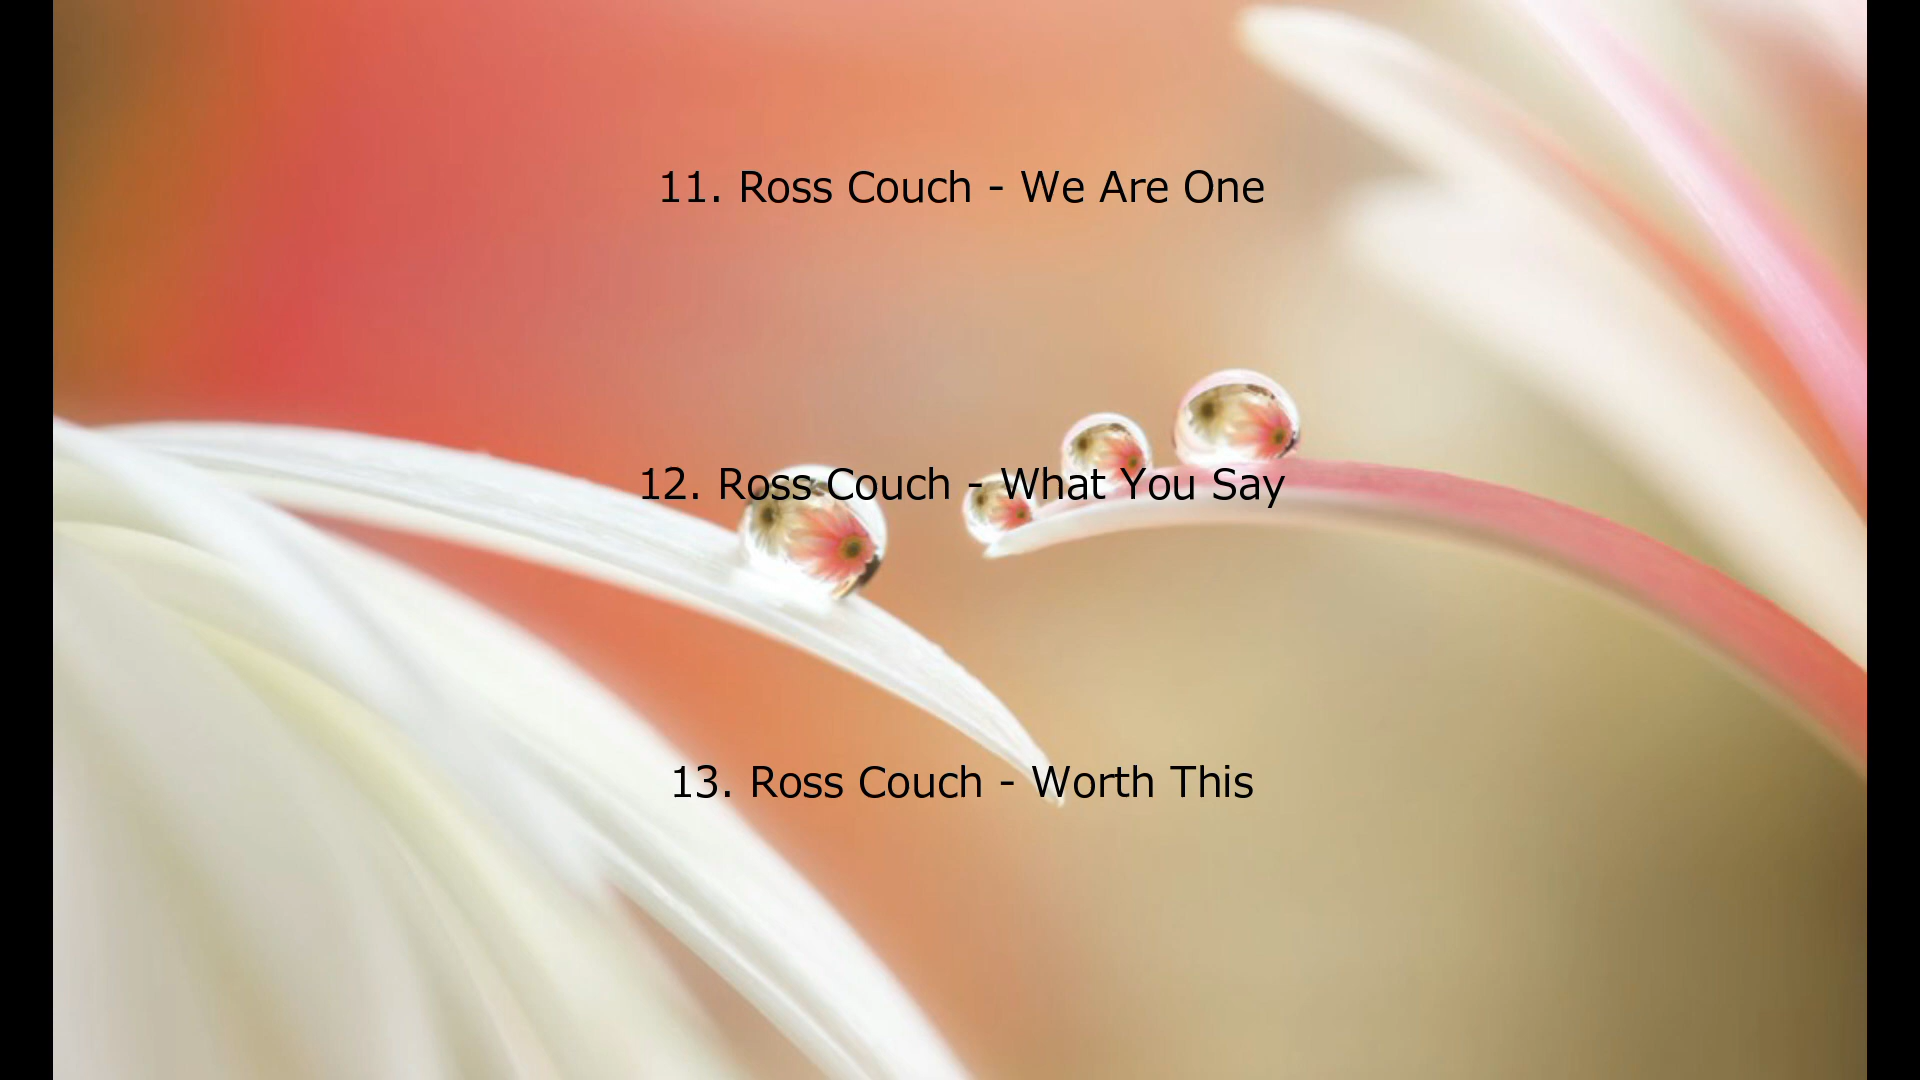 11. Ross Couch - We Are One
12. Ross Couch - What You Say
13. Ross Couch - Worth This